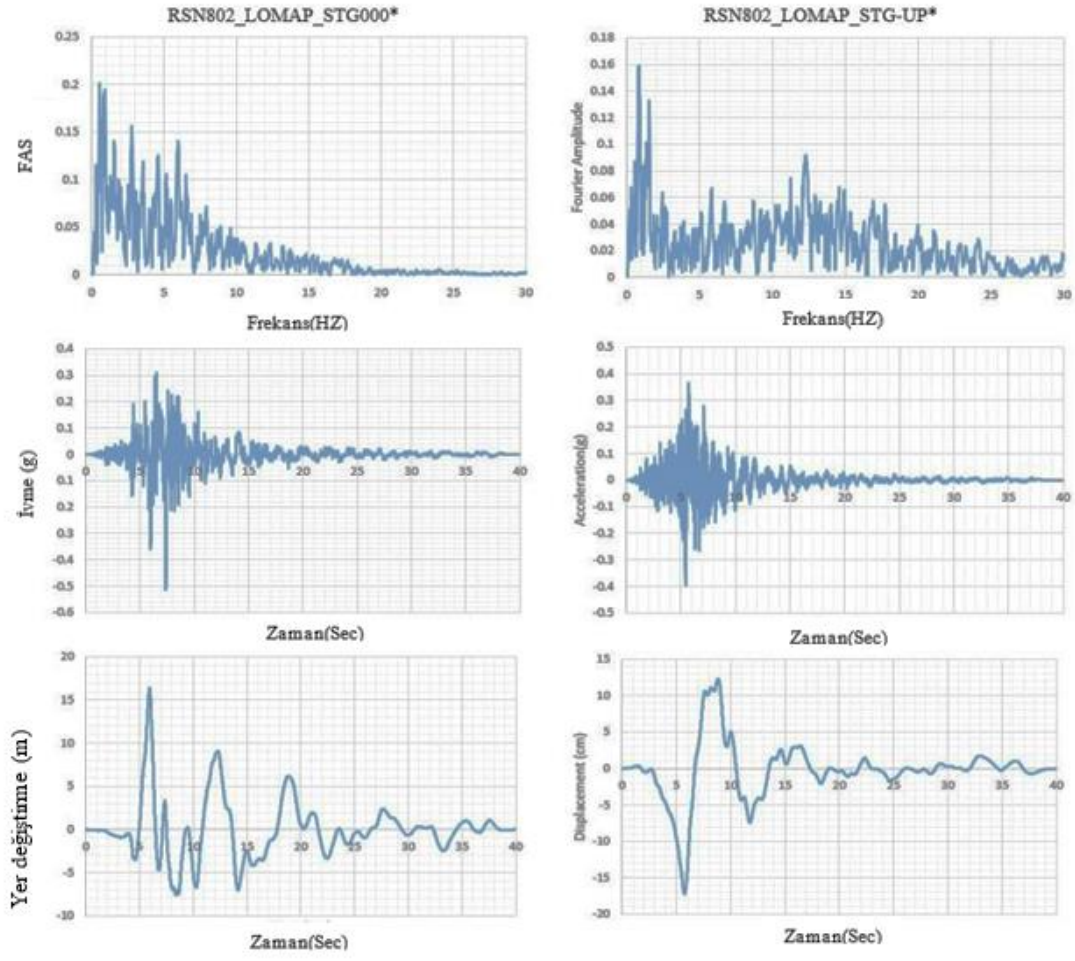 RSN802_LOMAP_STG000*
RSN802_LOMAP_STG-UP*
FAS
0.25
0.2
0.15
0.1
0.05
0
0 5 10 15 20 25 30
Frekans(HZ)
Fourier Amplitude
0.18
0.16
0.14
0.12
0.1
0.08
0.06
0.04
0.02
0
0 5 10 15 20 25 30
Frekans(HZ)
İvme (g)
0.4
0.3
0.2
0.1
0
0.1
0.2
0.3
-0.4
-0.5
-0.6
0 5 10 15 20 25 30 35 40
Zaman(Sec)
Acceleration(g)
0.5
0.4
0.3
0.2
0.1
0
-0.1
-0.2
-0.3
-0.4
-0.5
0 5 10 15 20 25 30 35 40
Zaman(Sec)
Yer değiştirme (m)
20
15
10
5
0
-5
-10
0 5 10 15 20 25 30 35 40
Zaman(Sec)
Displacement (cm)
15
10
5
0
-5
-10
-15
-20
0 5 10 15 20 25 30 35 40
Zaman(Sec)